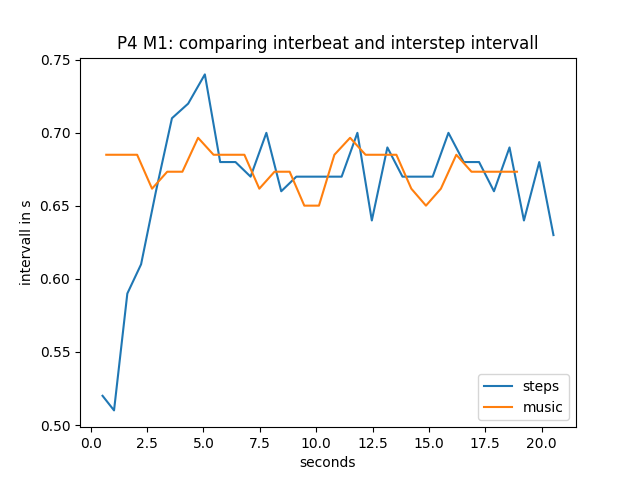 P4 M1: comparing interbeat and interstep intervall
0.75
0.70
0.65
0.60
0.55
0.50
intervall in s
steps
music
0.0 2.5 5.0 7.5 10.0 12.5 15.0 17.5 20.0
seconds